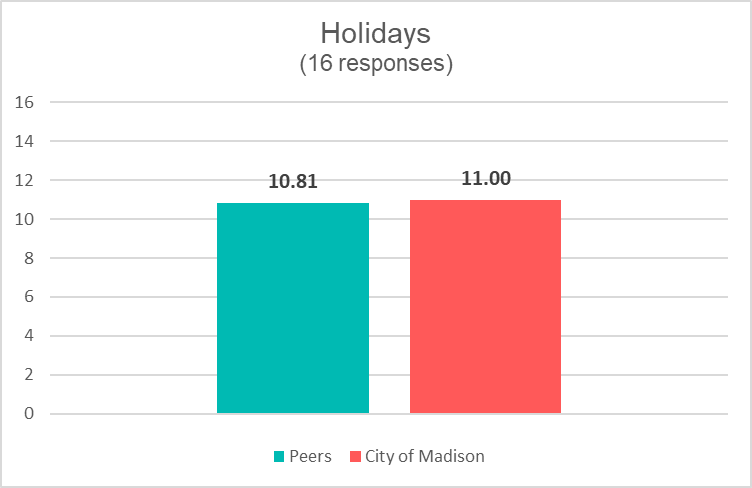 Holidays
(16 responses)
16
14
12
10
8
6
4
2
0
10.81
11.00
Peers
City of Madison